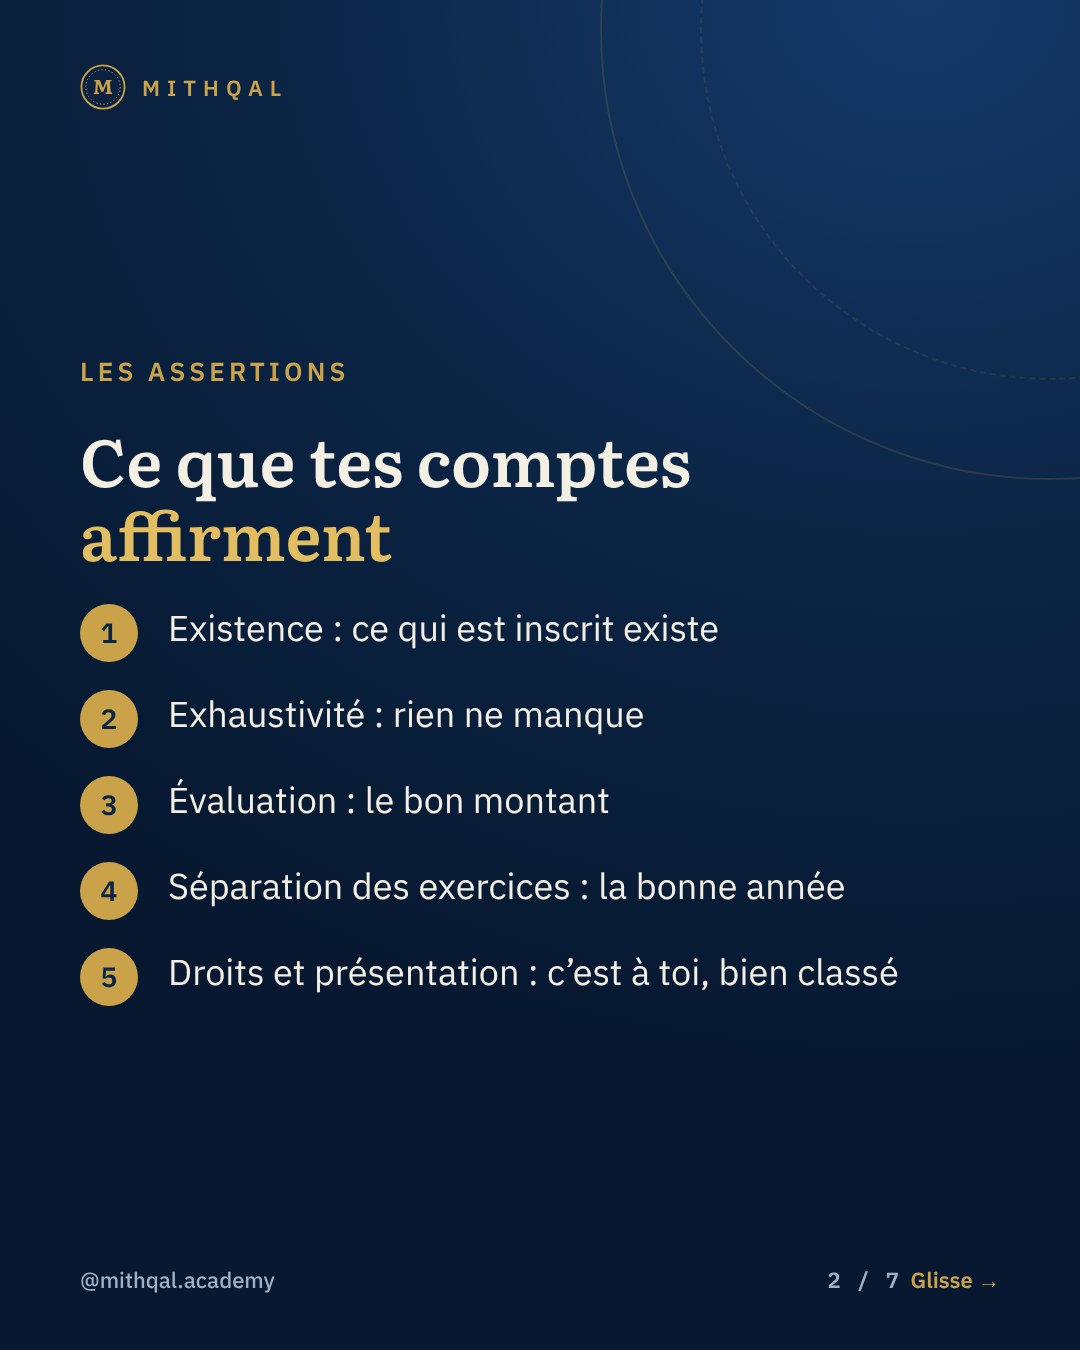 M MITHQAL
LES ASSERTIONS
Ce que tes comptes
affirment
1 Existence : ce qui est inscrit existe
2 Exhaustivité : rien ne manque
3 Évaluation : le bon montant
4 Séparation des exercices : la bonne année
5 Droits et présentation : c’est à toi, bien classé
@mithqal.academy
2 / 7 Glisse →